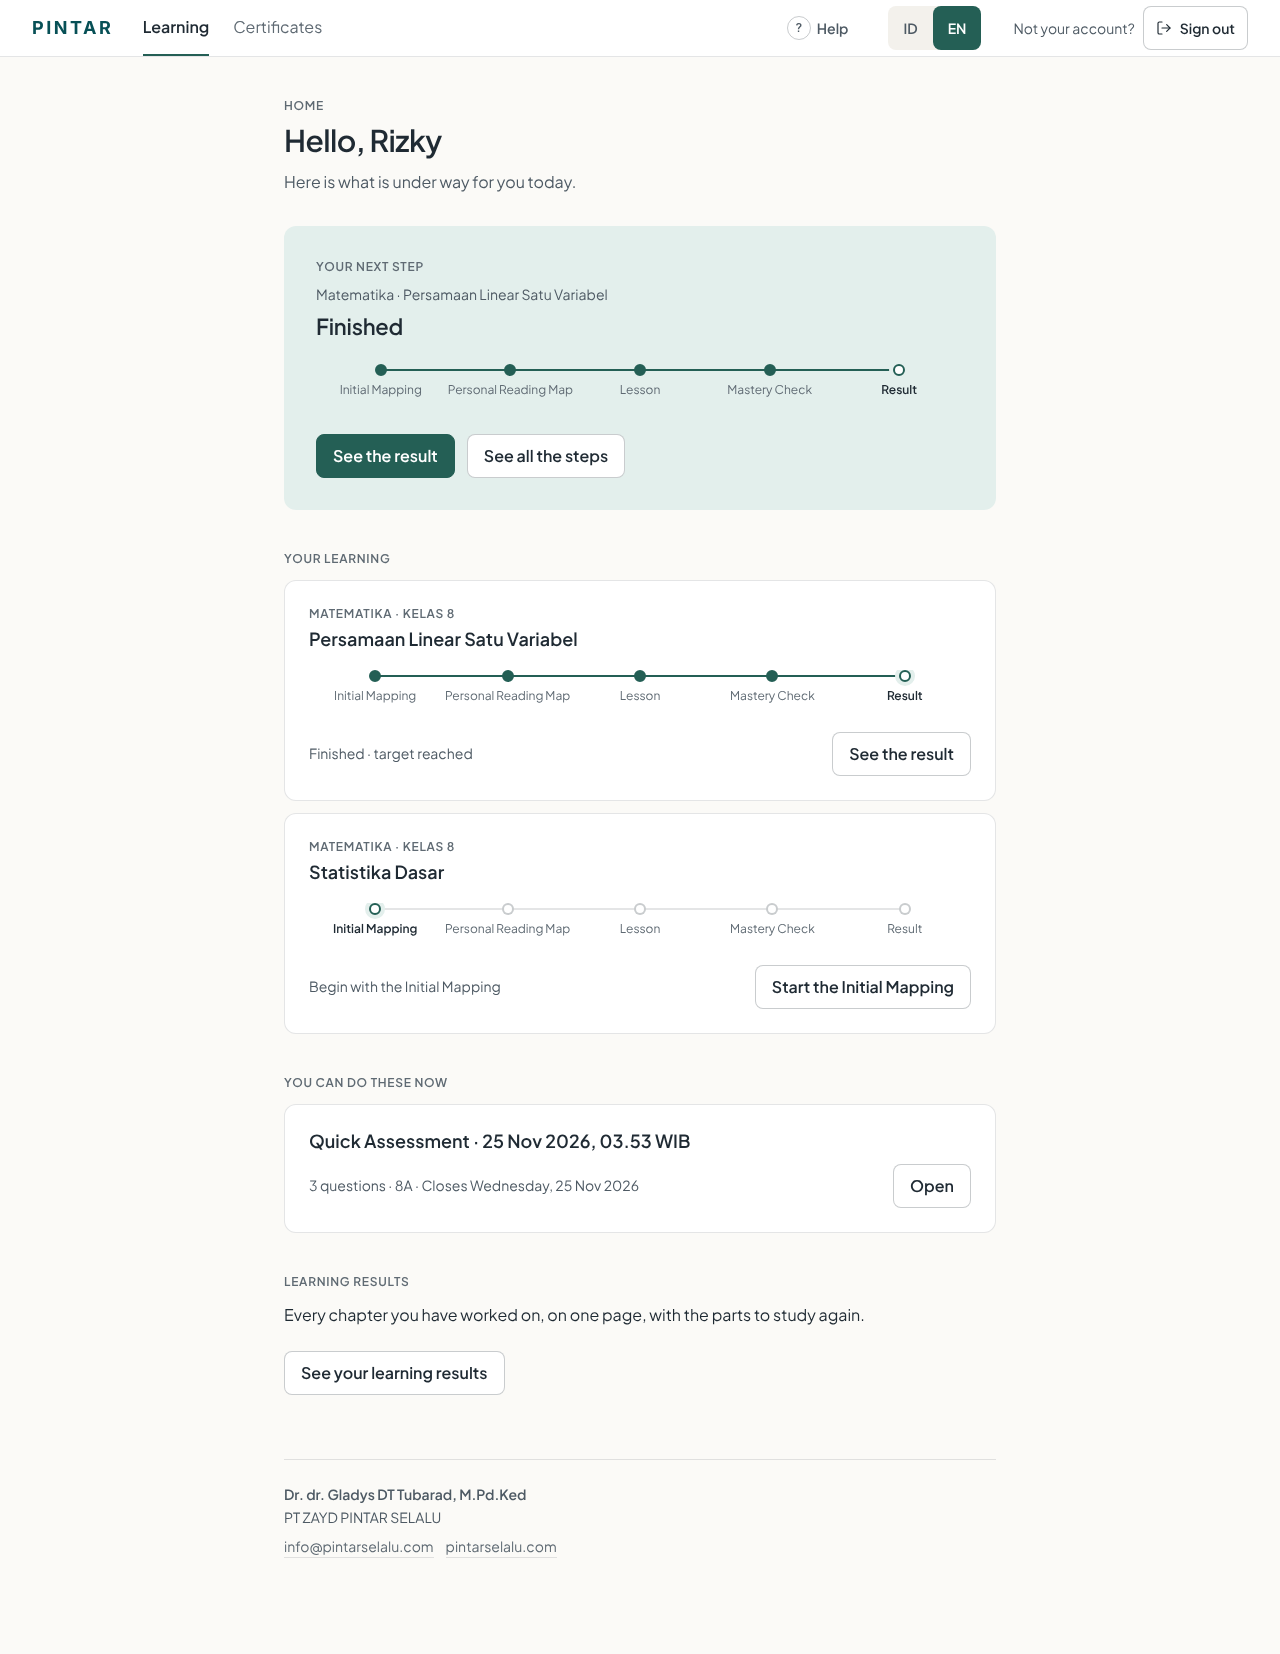 PINTAR
Learning
Certificates
? Help
ID
EN
Not your account?
Sign out
HOME
Hello, Rizky
Here is what is under way for you today.
YOUR NEXT STEP
Matematika · Persamaan Linear Satu Variabel
Finished
Initial Mapping
Personal Reading Map
Lesson
Mastery Check
Result
See the result
See all the steps
YOUR LEARNING
MATEMATIKA · KELAS 8
Persamaan Linear Satu Variabel
Initial Mapping
Personal Reading Map
Lesson
Mastery Check
Result
Finished · target reached
See the result
MATEMATIKA · KELAS 8
Statistika Dasar
Initial Mapping
Personal Reading Map
Lesson
Mastery Check
Result
Begin with the Initial Mapping
Start the Initial Mapping
YOU CAN DO THESE NOW
Quick Assessment · 25 Nov 2026, 03.53 WIB
3 questions · 8A · Closes Wednesday, 25 Nov 2026
Open
LEARNING RESULTS
Every chapter you have worked on, on one page, with the parts to study again.
See your learning results
Dr. dr. Gladys DT Tubarad, M.Pd.Ked
PT ZAYD PINTAR SELALU
info@pintarselalu.com
pintarselalu.com